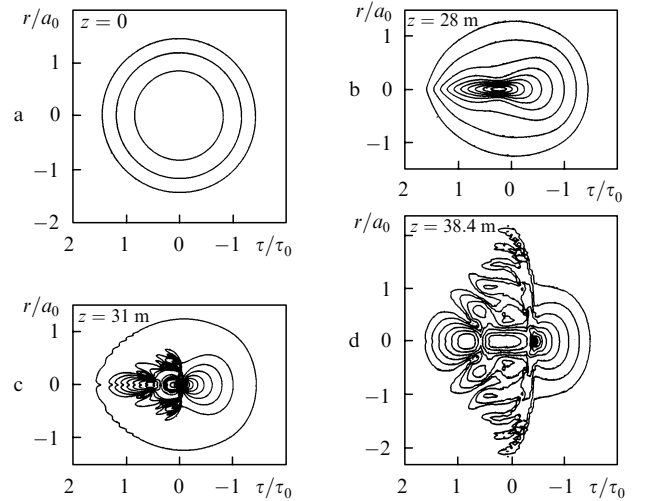 r/a₀
z = 0
1
a
0
−1
−2
2 1 0 −1 τ/τ₀
r/a₀
z = 28 m
1
b
0
−1
2 1 0 −1 τ/τ₀
r/a₀
z = 31 m
1
c
0
−1
2 1 0 −1 τ/τ₀
r/a₀
z = 38.4 m
2
1
d
0
−1
−2
2 1 0 −1 τ/τ₀